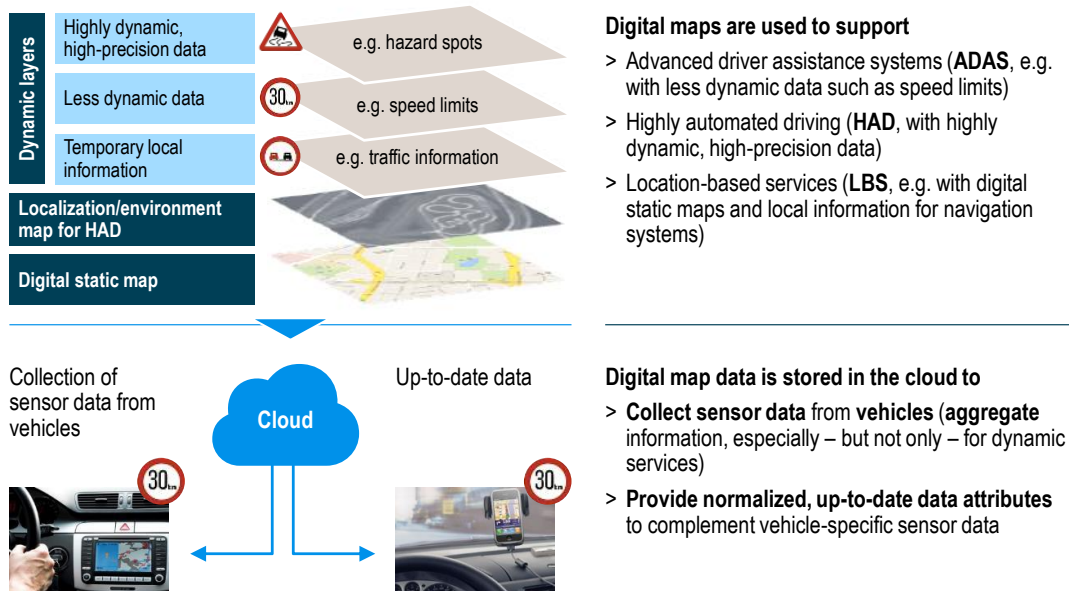 Dynamic layers
Highly dynamic,
high-precision data
e.g. hazard spots
Less dynamic data
30km
e.g. speed limits
Temporary local
information
e.g. traffic information
Localization/environment
map for HAD
Digital static map
Digital maps are used to support
> Advanced driver assistance systems (ADAS, e.g.
with less dynamic data such as speed limits)
> Highly automated driving (HAD, with highly
dynamic, high-precision data)
> Location-based services (LBS, e.g. with digital
static maps and local information for navigation
systems)
Collection of
sensor data from
vehicles
Cloud
Up-to-date data
30km
30km
Digital map data is stored in the cloud to
> Collect sensor data from vehicles (aggregate
information, especially – but not only – for dynamic
services)
> Provide normalized, up-to-date data attributes
to complement vehicle-specific sensor data